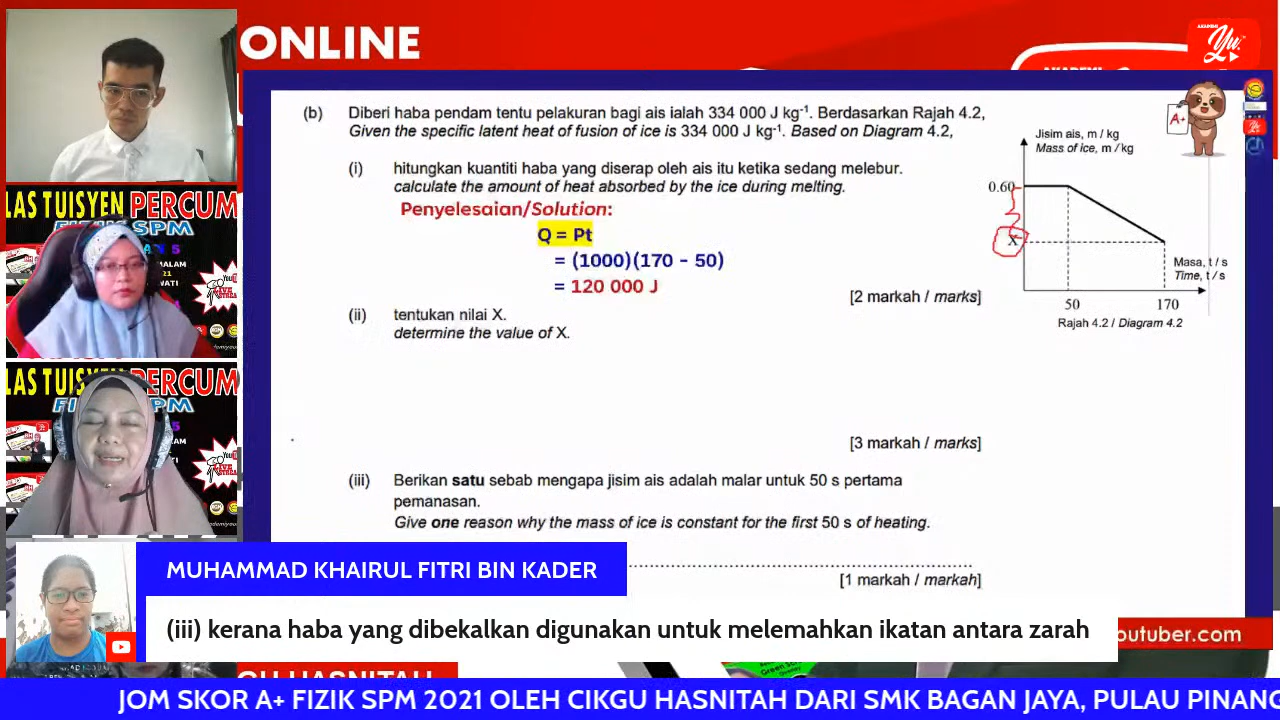 ONLINE
AKADEMI
Yu.
LAS TUISYEN PERCUM
LAS TUISYEN PERCUM
(b) Diberi haba pendam tentu pelakuran bagi ais ialah 334 000 J kg⁻¹. Berdasarkan Rajah 4.2,
Given the specific latent heat of fusion of ice is 334 000 J kg⁻¹. Based on Diagram 4.2,
(i) hitungkan kuantiti haba yang diserap oleh ais itu ketika sedang melebur.
calculate the amount of heat absorbed by the ice during melting.
Penyelesaian/Solution:
Q = Pt
= (1000)(170 - 50)
= 120 000 J
[2 markah / marks]
(ii) tentukan nilai X.
determine the value of X.
[3 markah / marks]
(iii) Berikan satu sebab mengapa jisim ais adalah malar untuk 50 s pertama
pemanasan.
Give one reason why the mass of ice is constant for the first 50 s of heating.
[1 markah / markah]
A+
Jisim ais, m / kg
Mass of ice, m / kg
0.60
X
Masa, t / s
Time, t / s
50 170
Rajah 4.2 / Diagram 4.2
MUHAMMAD KHAIRUL FITRI BIN KADER
(iii) kerana haba yang dibekalkan digunakan untuk melemahkan ikatan antara zarah
outuber.com
JOM SKOR A+ FIZIK SPM 2021 OLEH CIKGU HASNITAH DARI SMK BAGAN JAYA, PULAU PINANG